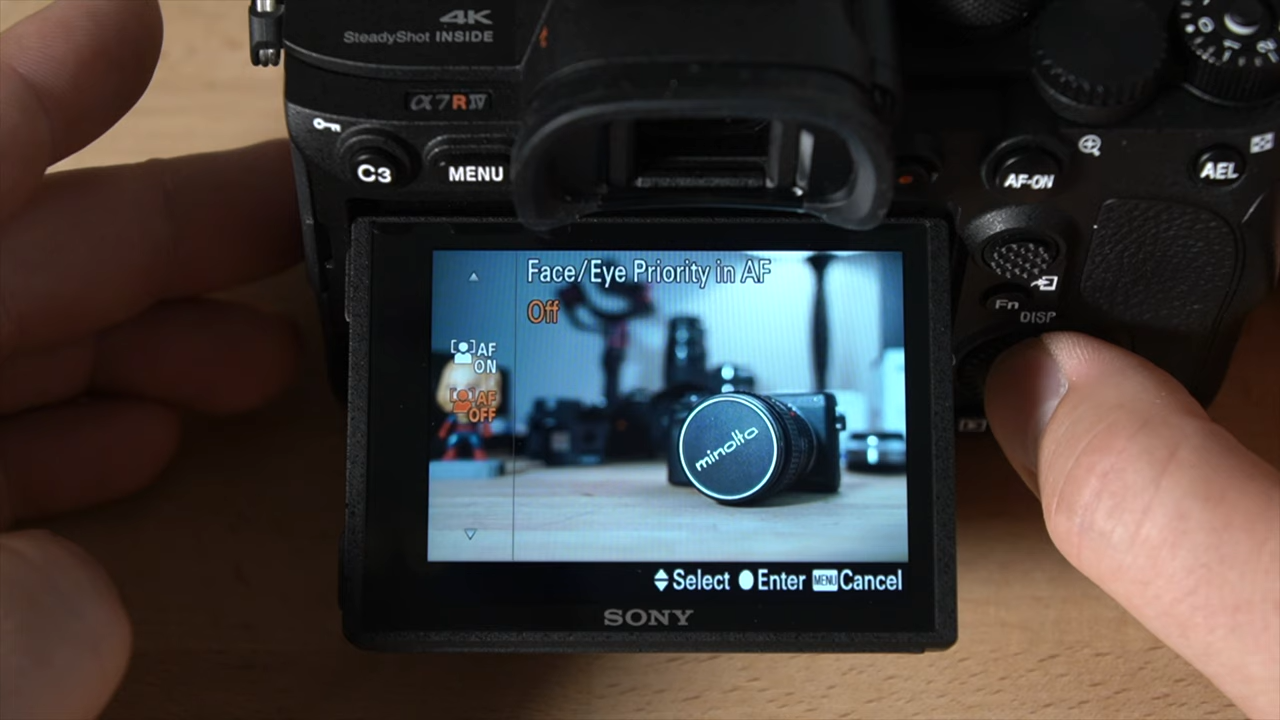 4K
SteadyShot INSIDE
α7RIV
C3
MENU
AF-ON
AEL
Fn
DISP
Face/Eye Priority in AF
Off
AF
ON
AF
OFF
minolta
Select Enter MENU Cancel
SONY